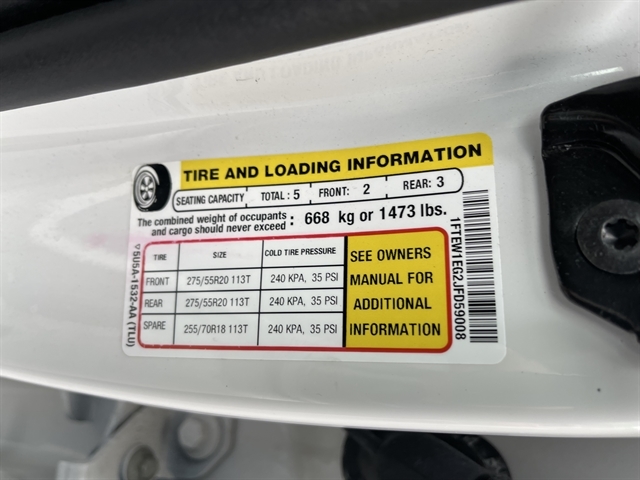 TIRE AND LOADING INFORMATION
SEATING CAPACITY TOTAL : 5 FRONT: 2 REAR: 3
The combined weight of occupants and cargo should never exceed : 668 kg or 1473 lbs.
TIRE SIZE COLD TIRE PRESSURE
FRONT 275/55R20 113T 240 KPA, 35 PSI
REAR 275/55R20 113T 240 KPA, 35 PSI
SPARE 255/70R18 113T 240 KPA, 35 PSI
SEE OWNERS
MANUAL FOR
ADDITIONAL
INFORMATION
5U5A-1532-AA (TLU)
1FTEW1EG2JFD59008